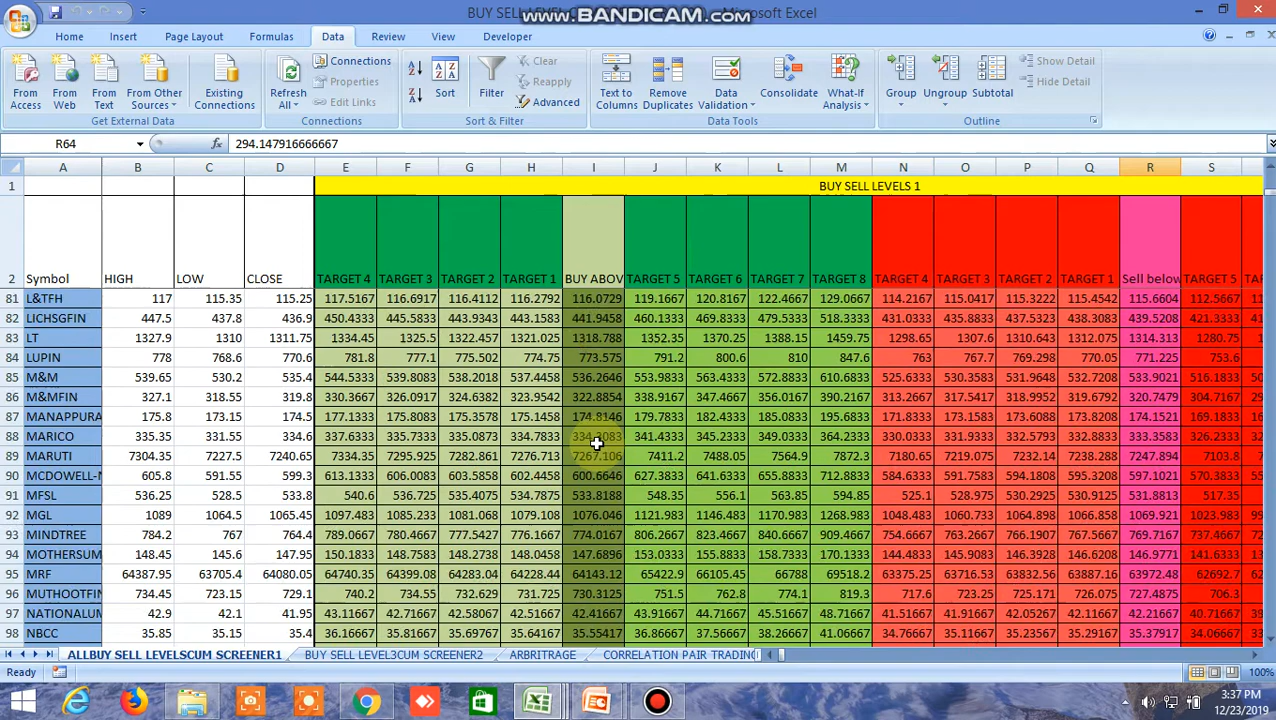 BUY SELL LEVEL
www.BANDICAM.com
Microsoft Excel
Home Insert Page Layout Formulas Data Review View Developer
From Access From Web From Text From Other Sources Existing Connections Refresh All Connections Properties Edit Links Sort Filter Clear Reapply Advanced Text to Columns Remove Duplicates Data Validation Consolidate What-If Analysis Group Ungroup Subtotal Show Detail Hide Detail
Get External Data Connections Sort & Filter Data Tools Outline
R64 fx 294.147916666667
A B C D E F G H I J K L M N O P Q R S
1 BUY SELL LEVELS 1
2 Symbol HIGH LOW CLOSE TARGET 4 TARGET 3 TARGET 2 TARGET 1 BUY ABOV TARGET 5 TARGET 6 TARGET 7 TARGET 8 TARGET 4 TARGET 3 TARGET 2 TARGET 1 Sell below TARGET 5 TAR
81 L&TFH 117 115.35 115.25 117.5167 116.6917 116.4112 116.2792 116.0729 119.1667 120.8167 122.4667 129.0667 114.2167 115.0417 115.3222 115.4542 115.6604 112.5667
82 LICHSGFIN 447.5 437.8 436.9 450.4333 445.5833 443.9343 443.1583 441.9458 460.1333 469.8333 479.5333 518.3333 431.0333 435.8833 437.5323 438.3083 439.5208 421.3333
83 LT 1327.9 1310 1311.75 1334.45 1325.5 1322.457 1321.025 1318.788 1352.35 1370.25 1388.15 1459.75 1298.65 1307.6 1310.643 1312.075 1314.313 1280.75
84 LUPIN 778 768.6 770.6 781.8 777.1 775.502 774.75 773.575 791.2 800.6 810 847.6 763 767.7 769.298 770.05 771.225 753.6
85 M&M 539.65 530.2 535.4 544.5333 539.8083 538.2018 537.4458 536.2646 553.9833 563.4333 572.8833 610.6833 525.6333 530.3583 531.9648 532.7208 533.9021 516.1833
86 M&MFIN 327.1 318.55 319.8 330.3667 326.0917 324.6382 323.9542 322.8854 338.9167 347.4667 356.0167 390.2167 313.2667 317.5417 318.9952 319.6792 320.7479 304.7167
87 MANAPPURA 175.8 173.15 174.5 177.1333 175.8083 175.3578 175.1458 174.8146 179.7833 182.4333 185.0833 195.6833 171.8333 173.1583 173.6088 173.8208 174.1521 169.1833
88 MARICO 335.35 331.55 334.6 337.6333 335.7333 335.0873 334.7833 341.4333 345.2333 349.0333 364.2333 330.0333 331.9333 332.5793 332.8833 333.3583 326.2333
89 MARUTI 7304.35 7227.5 7240.65 7334.35 7295.925 7282.861 7276.713 7267.106 7411.2 7488.05 7564.9 7872.3 7180.65 7219.075 7232.14 7238.288 7247.894 7103.8
90 MCDOWELL-N 605.8 591.55 599.3 613.1333 606.0083 603.5858 602.4458 600.6646 627.3833 641.6333 655.8833 712.8833 584.6333 591.7583 594.1808 595.3208 597.1021 570.3833
91 MFSL 536.25 528.5 533.8 540.6 536.725 535.4075 534.7875 533.8188 548.35 556.1 563.85 594.85 525.1 528.975 530.2925 530.9125 531.8813 517.35
92 MGL 1089 1064.5 1065.45 1097.483 1085.233 1081.068 1079.108 1076.046 1121.983 1146.483 1170.983 1268.983 1048.483 1060.733 1064.898 1066.858 1069.921 1023.983
93 MINDTREE 784.2 767 774.5 789.0667 780.4667 777.5427 776.1667 774.0167 806.2667 823.4667 840.6667 909.4667 754.6667 763.2667 766.1907 767.5667 769.7167 737.4667
94 MOTHERSUM 148.45 145.6 147.95 150.1833 148.7583 148.2738 148.0458 147.6896 153.0333 155.8833 158.7333 170.1333 144.4833 145.9083 146.3928 146.6208 146.9771 141.6333
95 MRF 64387.95 63705.4 64080.05 64740.35 64399.08 64283.04 64228.44 64143.12 65422.9 66105.45 66788 69518.2 63375.25 63716.53 63832.56 63887.16 63972.48 62692.7
96 MUTHOOTFIN 734.45 723.15 729.1 740.2 734.55 732.629 731.725 730.3125 751.5 762.8 774.1 819.3 717.6 723.25 725.171 726.075 727.4875 706.3
97 NATIONALUM 42.9 42.1 41.95 43.11667 42.71667 42.58067 42.51667 42.41667 43.91667 44.71667 45.51667 48.71667 41.51667 41.91667 42.05267 42.11667 42.21667 40.71667
98 NBCC 35.85 35.15 35.4 36.16667 35.81667 35.69767 35.64167 35.55417 36.86667 37.56667 38.26667 41.06667 34.76667 35.11667 35.23567 35.29167 35.37917 34.06667
ALLBUY SELL LEVELSCUM SCREENER1 BUY SELL LEVEL3CUM SCREENER2 ARBITRAGE CORRELATION PAIR TRADING
Ready 100%
3:37 PM
12/23/2019